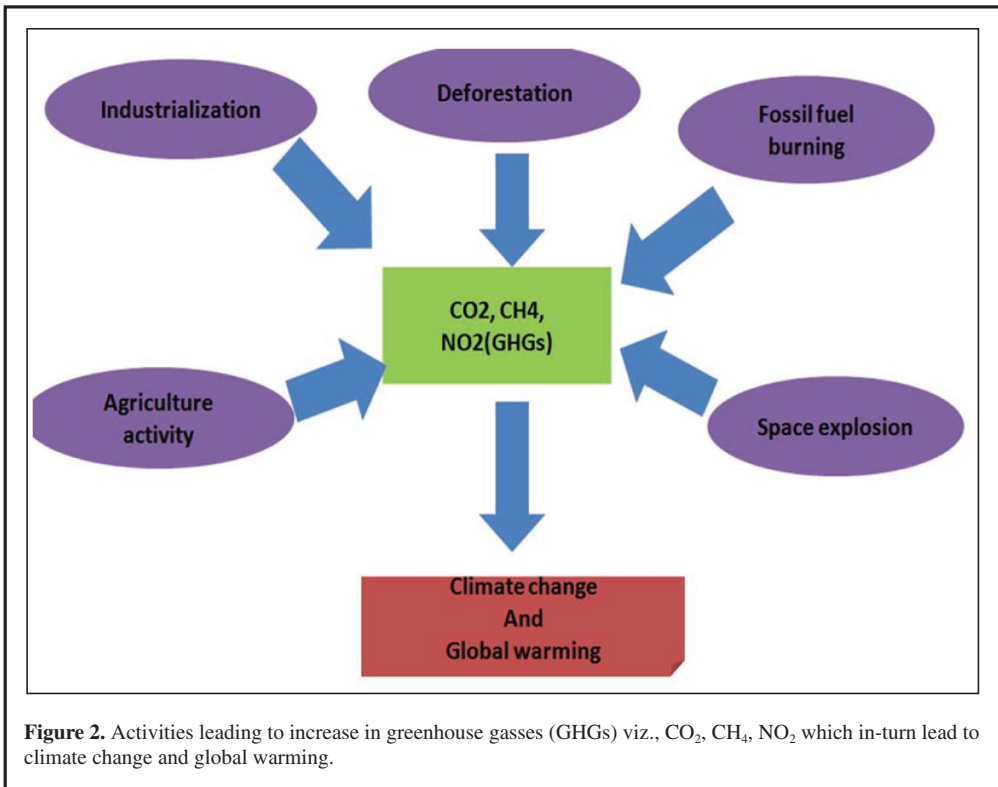 Industrialization
Deforestation
Fossil fuel
burning
CO2, CH4,
NO2(GHGs)
Agriculture
activity
Space explosion
Climate change
And
Global warming
Figure 2. Activities leading to increase in greenhouse gasses (GHGs) viz., CO₂, CH₄, NO₂ which in-turn lead to
climate change and global warming.